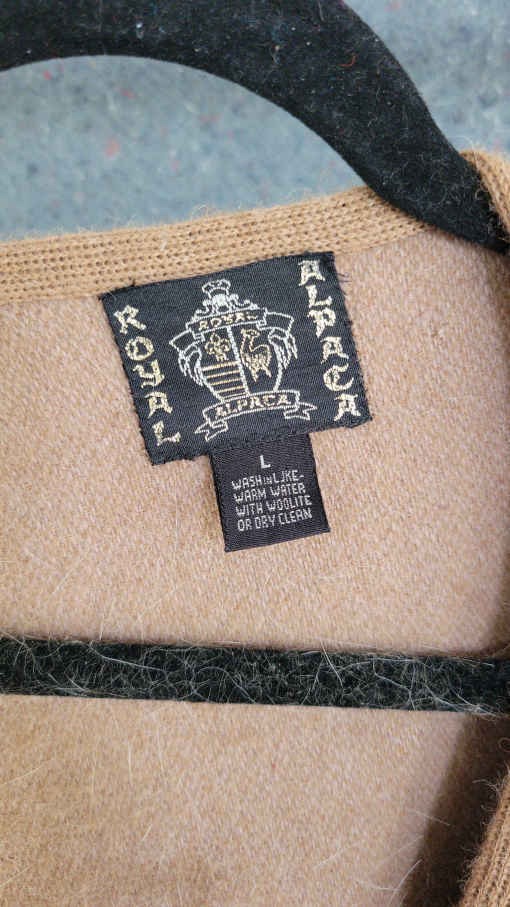 ROYAL
ALPACA
ROYAL
ALPACA
L
WASH IN LUKE-
WARM WATER
WITH WOOLITE
OR DRY CLEAN